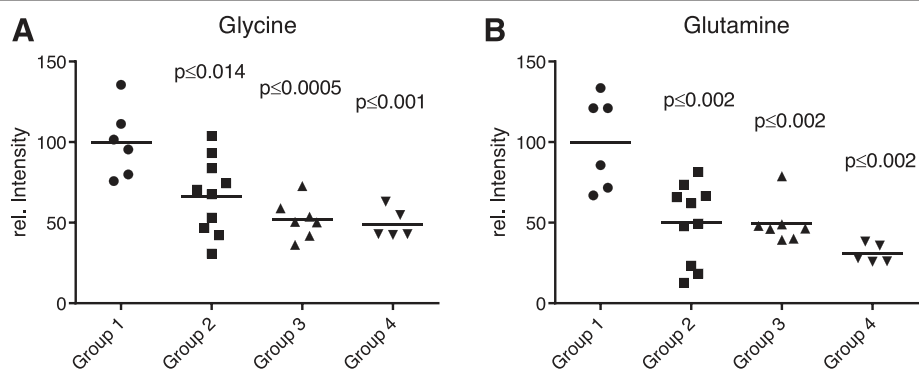 A
Glycine
rel. Intensity
150
100
50
0
p≤0.014
p≤0.0005
p≤0.001
Group 1
Group 2
Group 3
Group 4
B
Glutamine
rel. Intensity
150
100
50
0
p≤0.002
p≤0.002
p≤0.002
Group 1
Group 2
Group 3
Group 4